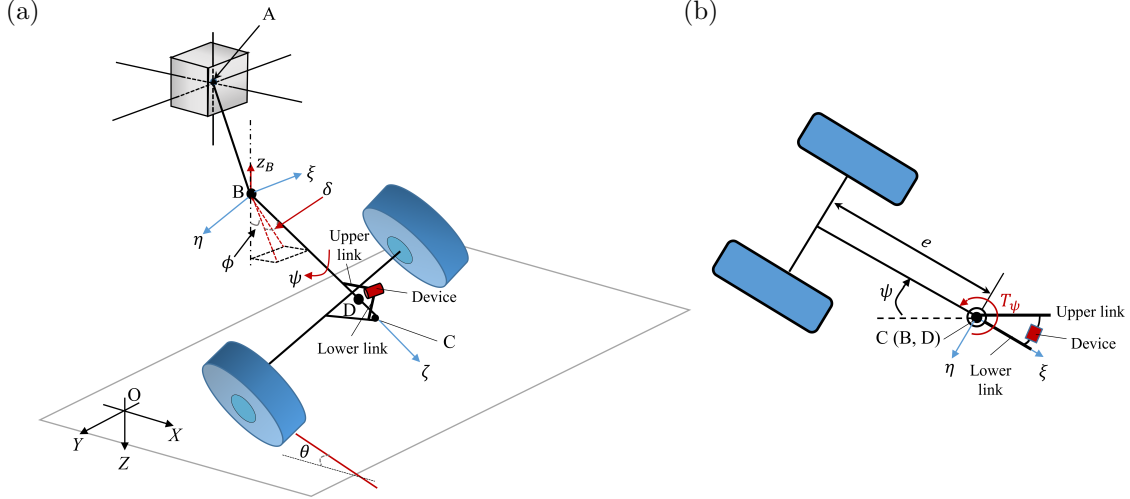 (a)
A
z_B
B
ξ
δ
η
ϕ
Upper
link
ψ
Device
D
Lower link
C
ζ
O
Y
X
Z
θ
(b)
e
ψ
T_ψ
Upper link
C (B, D)
Device
η
Lower
link
ξ